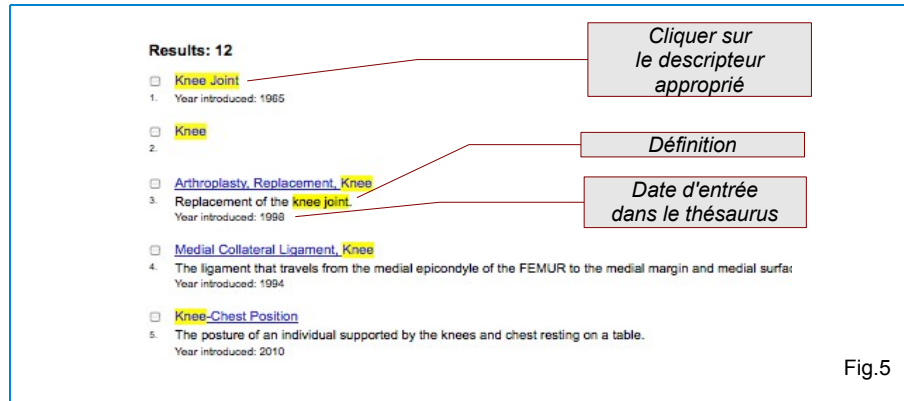 Results: 12
Cliquer sur
le descripteur
approprié
Knee Joint
1. Year introduced: 1965
Knee
2.
Définition
Arthroplasty, Replacement, Knee
3. Replacement of the knee joint.
Year introduced: 1998
Date d'entrée
dans le thésaurus
Medial Collateral Ligament, Knee
4. The ligament that travels from the medial epicondyle of the FEMUR to the medial margin and medial
Year introduced: 1994
Knee-Chest Position
5. The posture of an individual supported by the knees and chest resting on a table.
Year introduced: 2010
Fig.5